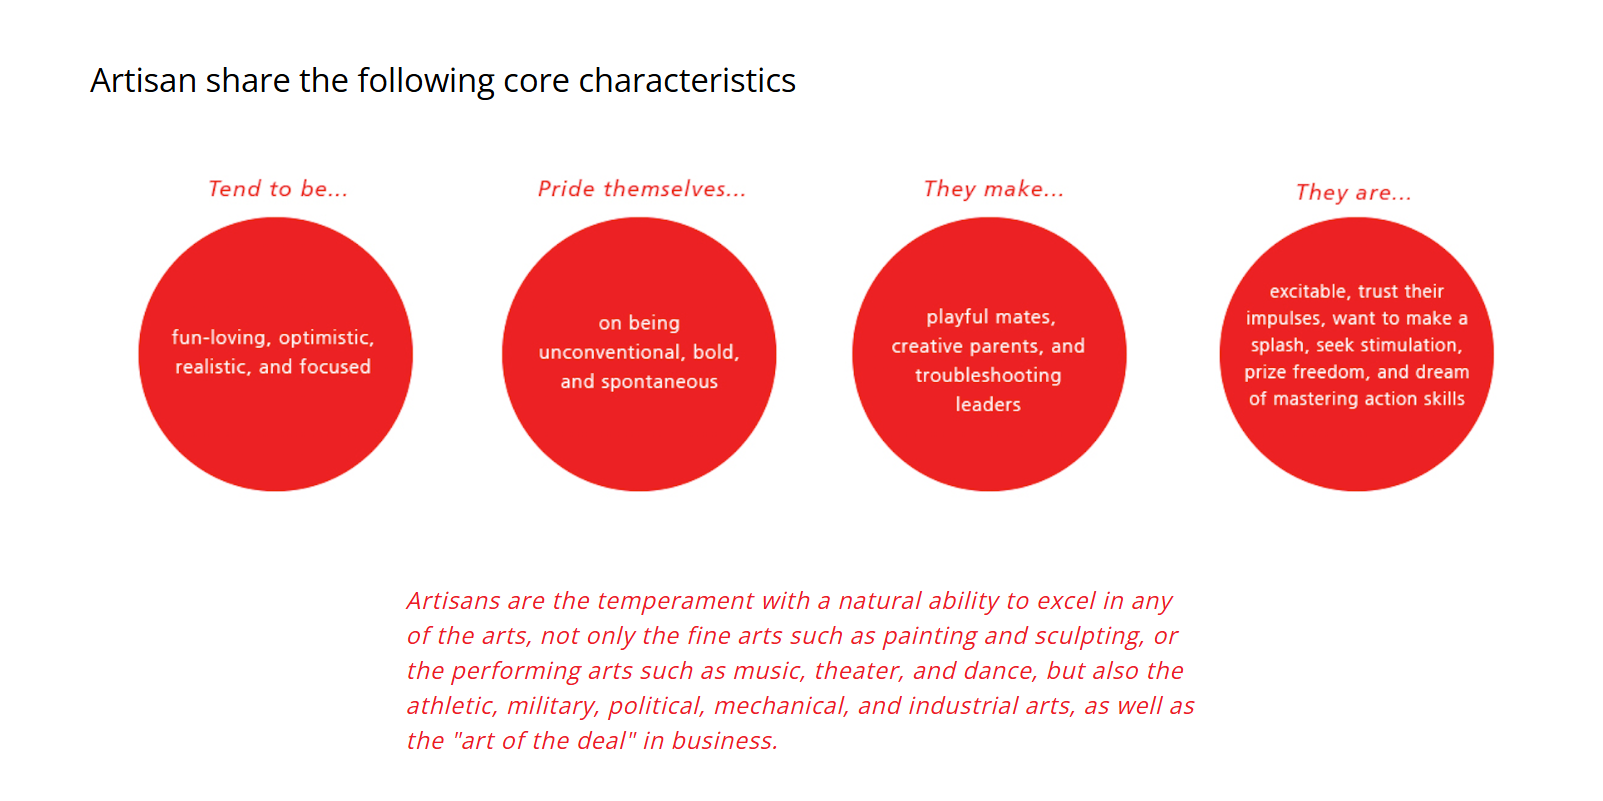 Artisan share the following core characteristics
Tend to be...
fun-loving, optimistic,
realistic, and focused
Pride themselves...
on being
unconventional, bold,
and spontaneous
They make...
playful mates,
creative parents, and
troubleshooting
leaders
They are...
excitable, trust their
impulses, want to make a
splash, seek stimulation,
prize freedom, and dream
of mastering action skills
Artisans are the temperament with a natural ability to excel in any
of the arts, not only the fine arts such as painting and sculpting, or
the performing arts such as music, theater, and dance, but also the
athletic, military, political, mechanical, and industrial arts, as well as
the "art of the deal" in business.